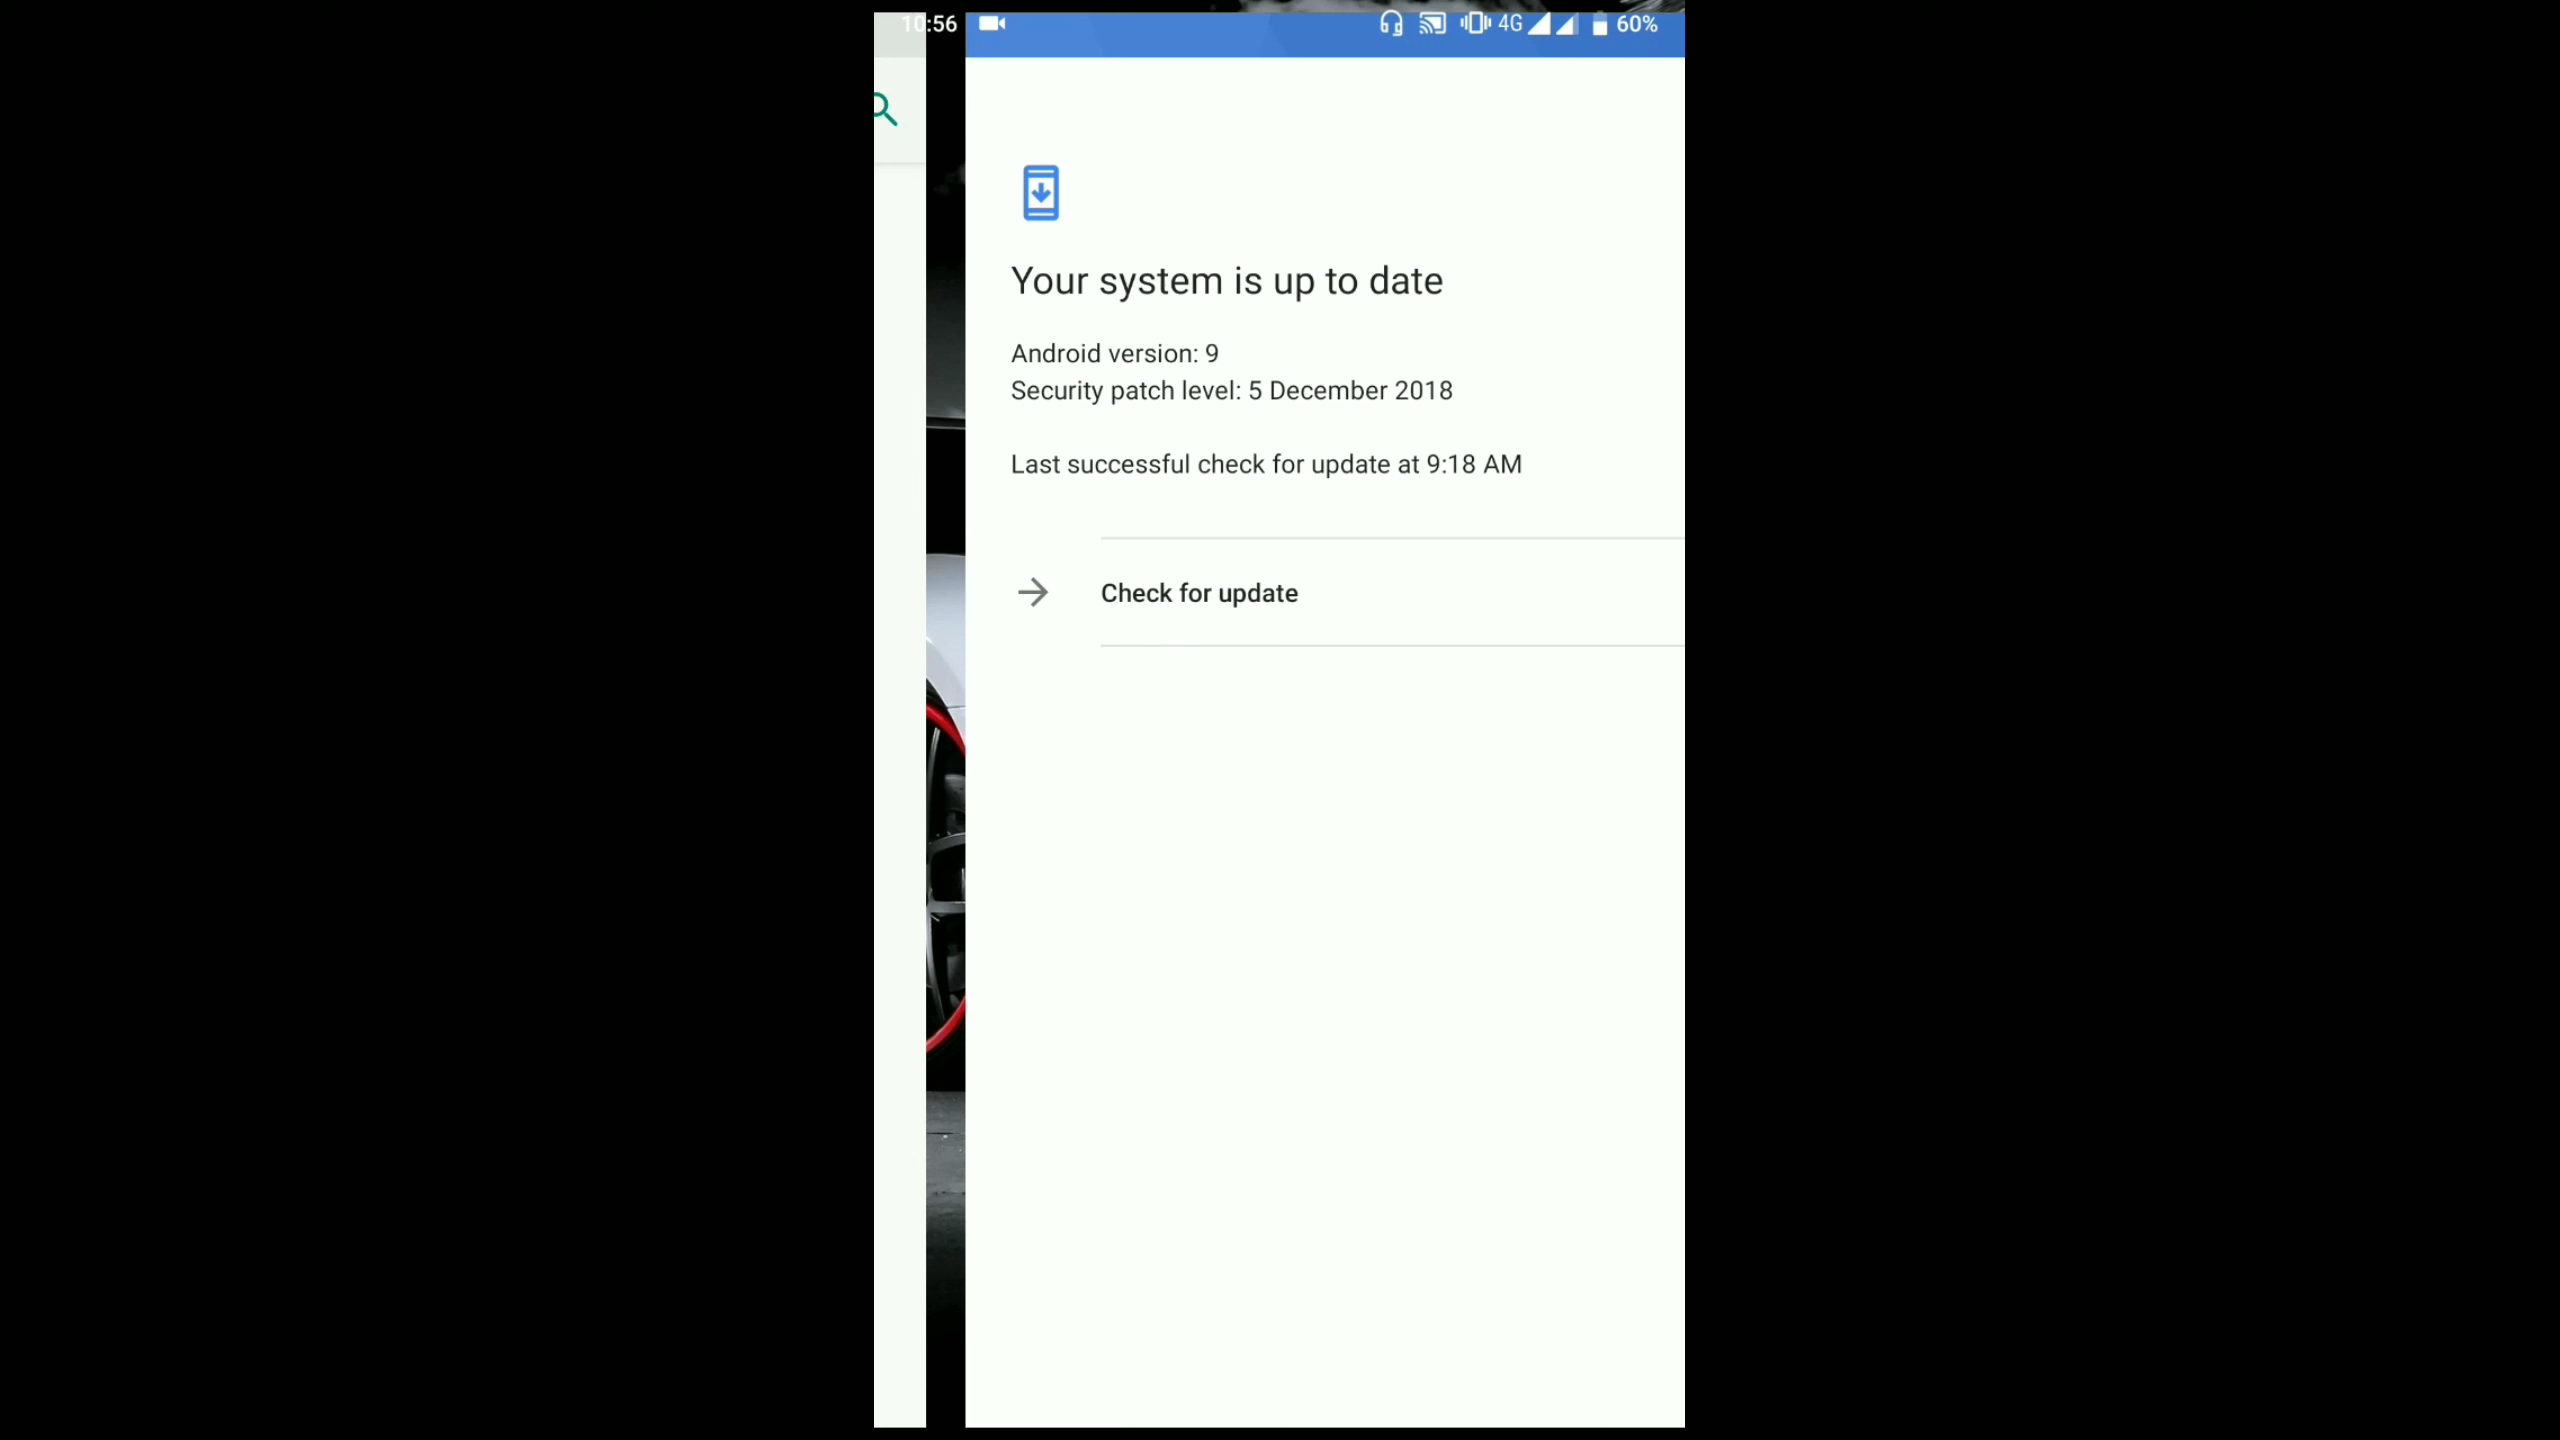 10:56 4G 60%
Your system is up to date
Android version: 9
Security patch level: 5 December 2018
Last successful check for update at 9:18 AM
Check for update